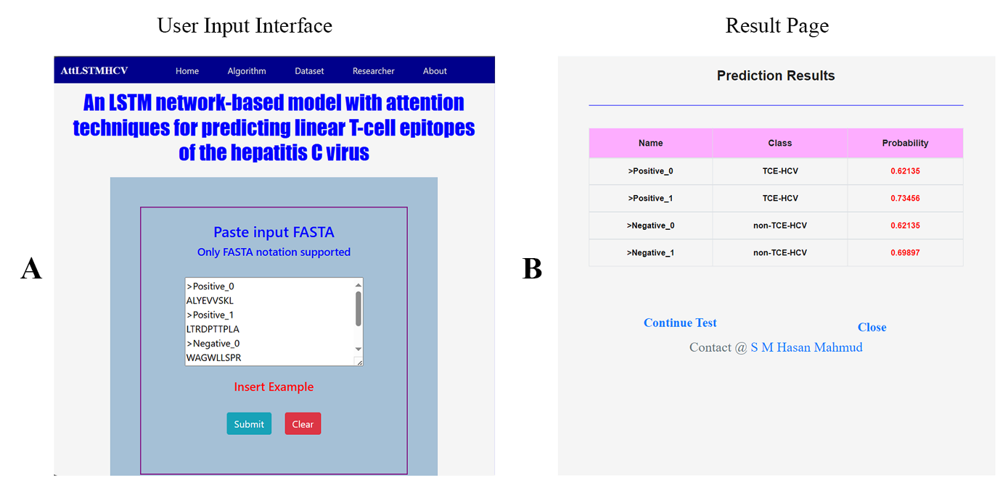 User Input Interface
Result Page
A
AttLSTMHCV Home Algorithm Dataset Researcher About
An LSTM network-based model with attention
techniques for predicting linear T-cell epitopes
of the hepatitis C virus
Paste input FASTA
Only FASTA notation supported
>Positive_0
ALYEVVSKL
>Positive_1
LTRDPTTPLA
>Negative_0
WAGWLLSPR
Insert Example
Submit Clear
B
Prediction Results
Name Class Probability
>Positive_0 TCE-HCV 0.62135
>Positive_1 TCE-HCV 0.73456
>Negative_0 non-TCE-HCV 0.62135
>Negative_1 non-TCE-HCV 0.69897
Continue Test Close
Contact @ S M Hasan Mahmud